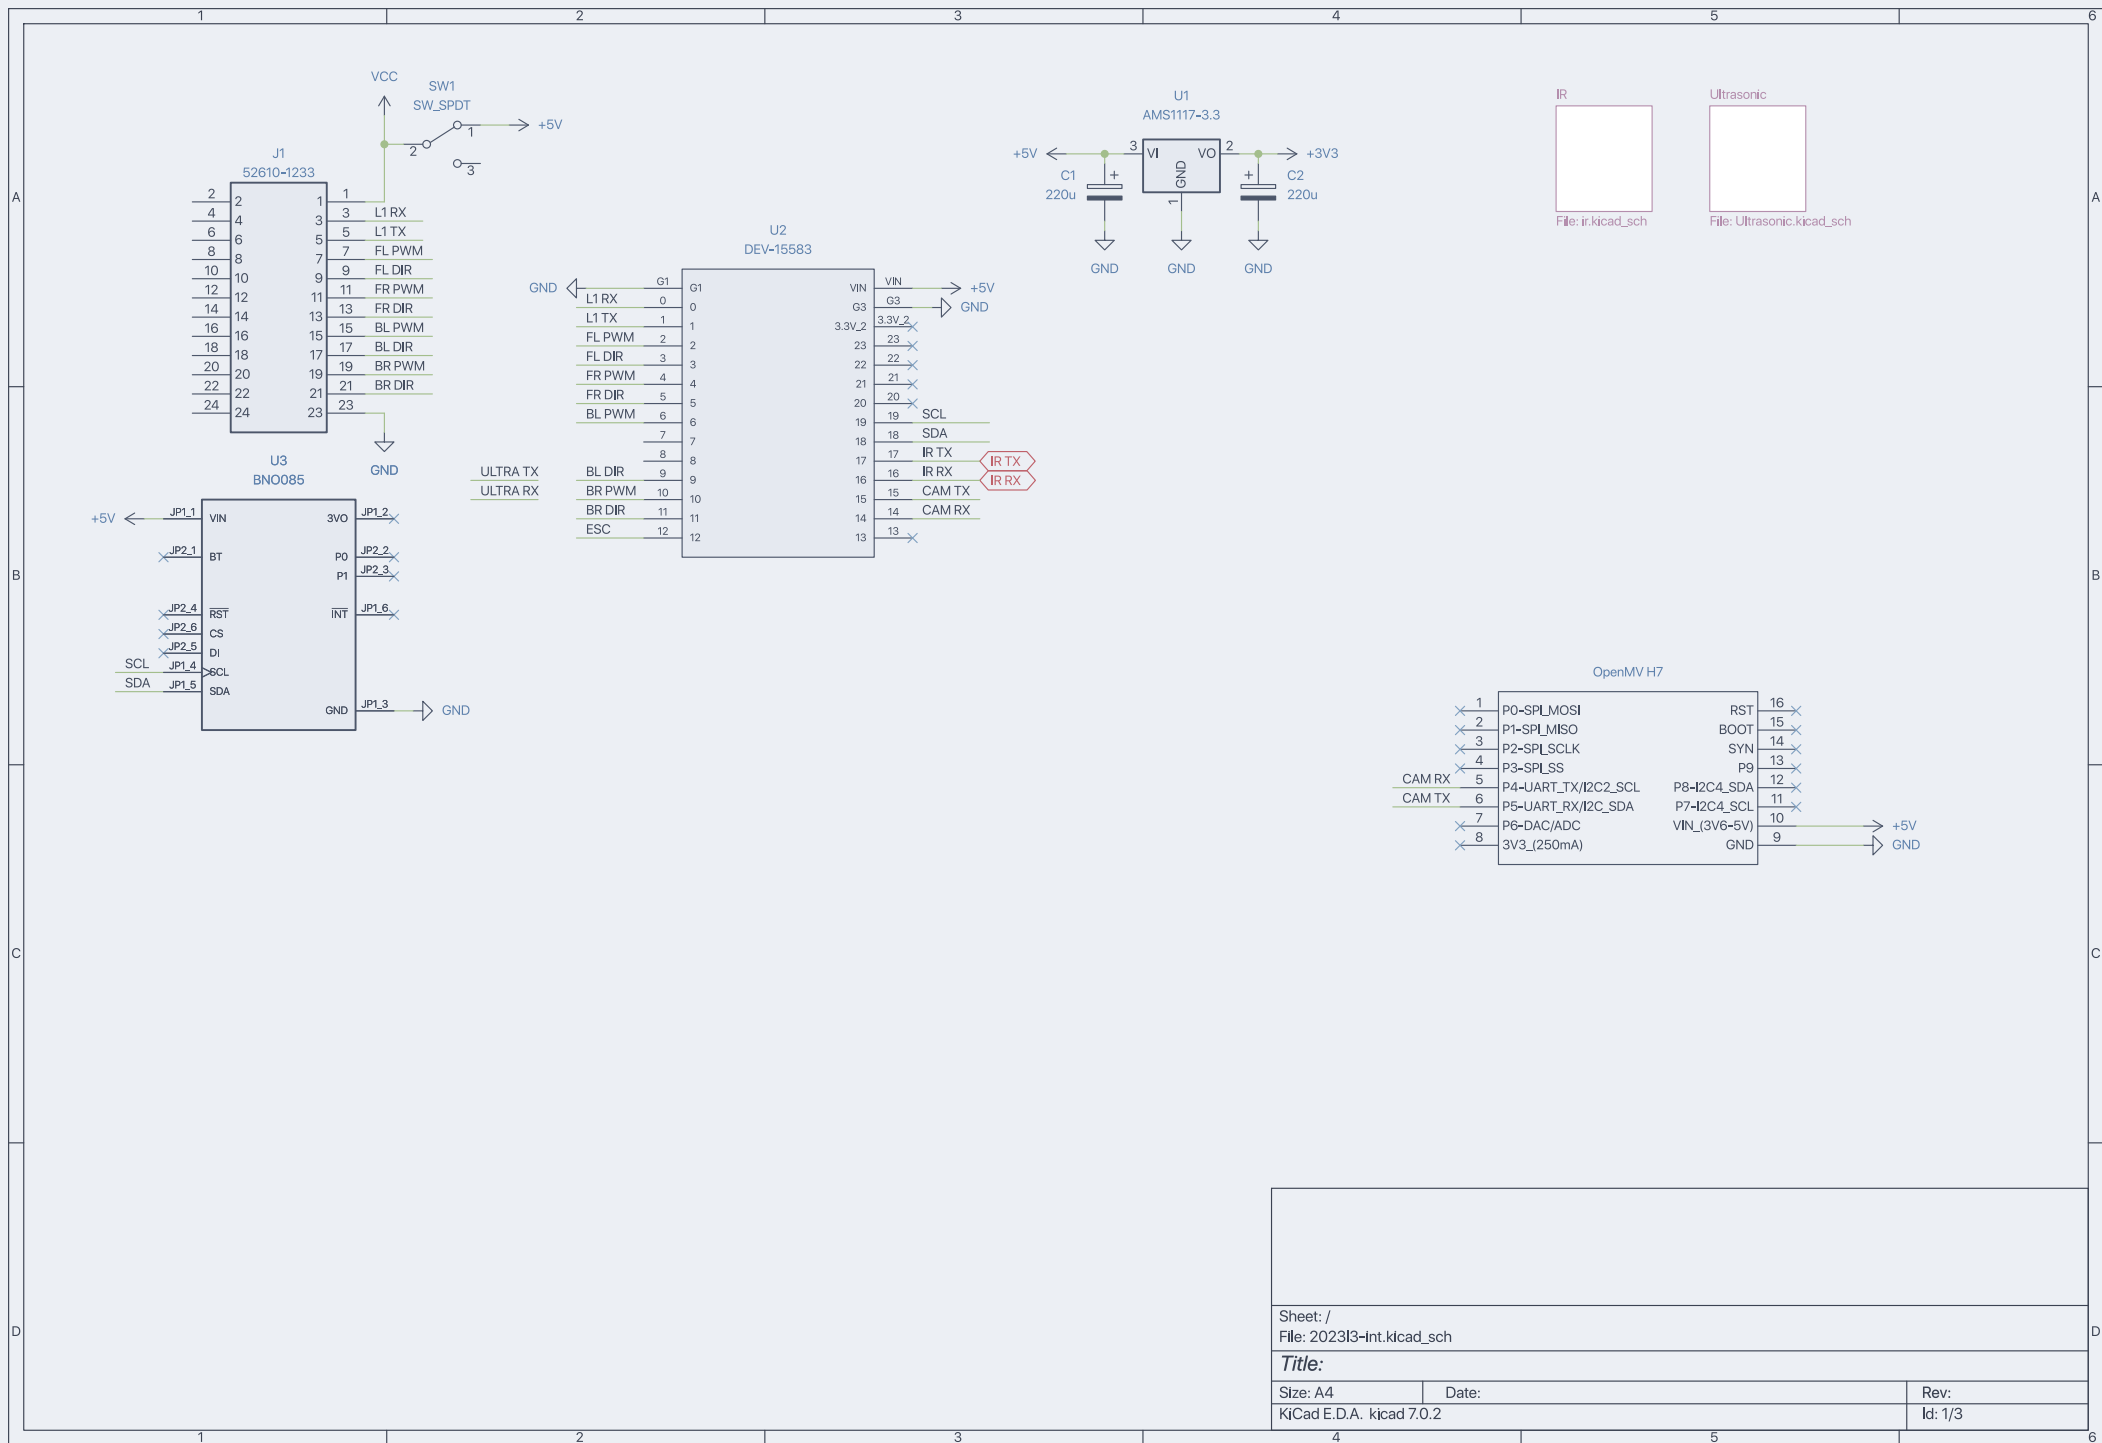 1 2 3 4 5 6
A
B
C
D
VCC
SW1
SW_SPDT
+5V
1
2
3
J1
52610-1233
2 2 1 1
4 4 3 3 L1 RX
6 6 5 5 L1 TX
8 8 7 7 FL PWM
10 10 9 9 FL DIR
12 12 11 11 FR PWM
14 14 13 13 FR DIR
16 16 15 15 BL PWM
18 18 17 17 BL DIR
20 20 19 19 BR PWM
22 22 21 21 BR DIR
24 24 23 23
GND
U3
BNO085
+5V JP1_1 VIN 3VO JP1_2
JP2_1 BT P0 JP2_2
P1 JP2_3
JP2_4 RST INT JP1_6
JP2_6 CS
JP2_5 DI
SCL JP1_4 SCL
SDA JP1_5 SDA
GND JP1_3 GND
U2
DEV-15583
GND G1 G1 VIN VIN +5V
L1 RX 0 0 G3 G3 GND
L1 TX 1 1 3.3V_2 3.3V_2
FL PWM 2 2 23 23
FL DIR 3 3 22 22
FR PWM 4 4 21 21
FR DIR 5 5 20 20
BL PWM 6 6 19 19 SCL
7 7 18 18 SDA
8 8 17 17 IR TX IR TX
ULTRA TX BL DIR 9 9 16 16 IR RX IR RX
ULTRA RX BR PWM 10 10 15 15 CAM TX
BR DIR 11 11 14 14 CAM RX
ESC 12 12 13 13
U1
AMS1117-3.3
+5V 3 VI VO 2 +3V3
GND
1
C1
220u
C2
220u
GND GND GND
IR
File: ir.kicad_sch
Ultrasonic
File: Ultrasonic.kicad_sch
OpenMV H7
1 P0-SPI_MOSI RST 16
2 P1-SPI_MISO BOOT 15
3 P2-SPI_SCLK SYN 14
4 P3-SPI_SS P9 13
CAM RX 5 P4-UART_TX/I2C2_SCL P8-I2C4_SDA 12
CAM TX 6 P5-UART_RX/I2C_SDA P7-I2C4_SCL 11
7 P6-DAC/ADC VIN_(3V6-5V) 10 +5V
8 3V3_(250mA) GND 9 GND
Sheet: /
File: 2023l3-int.kicad_sch
Title:
Size: A4 Date: Rev:
KiCad E.D.A. kicad 7.0.2 Id: 1/3
A
B
C
D
1 2 3 4 5 6